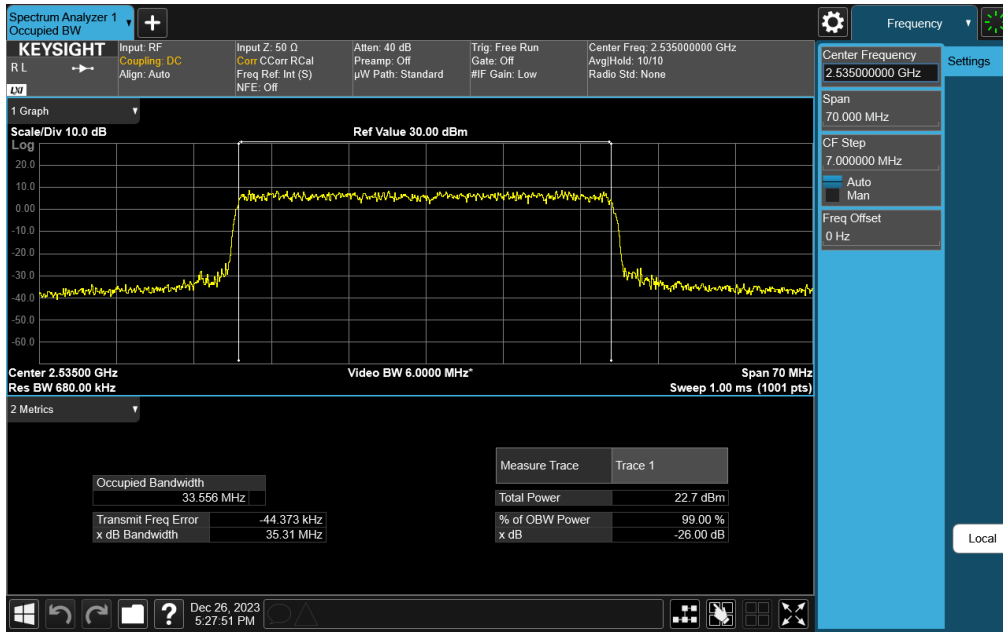 Spectrum Analyzer 1
Occupied BW
Frequency
KEYSIGHT
R L
LXI
Input: RF
Coupling: DC
Align: Auto
Input Z: 50 Ω
Corr CCorr RCal
Freq Ref: Int (S)
NFE: Off
Atten: 40 dB
Preamp: Off
µW Path: Standard
Trig: Free Run
Gate: Off
#IF Gain: Low
Center Freq: 2.535000000 GHz
Avg|Hold: 10/10
Radio Std: None
Center Frequency
2.535000000 GHz
Settings
Span
70.000 MHz
CF Step
7.000000 MHz
Auto
Man
Freq Offset
0 Hz
Local
1 Graph
Scale/Div 10.0 dB
Ref Value 30.00 dBm
Log
20.0
10.0
0.00
-10.0
-20.0
-30.0
-40.0
-50.0
-60.0
Center 2.53500 GHz
Video BW 6.0000 MHz*
Span 70 MHz
Res BW 680.00 kHz
Sweep 1.00 ms (1001 pts)
2 Metrics
Occupied Bandwidth
33.556 MHz
Transmit Freq Error -44.373 kHz
x dB Bandwidth 35.31 MHz
Measure Trace Trace 1
Total Power 22.7 dBm
% of OBW Power 99.00 %
x dB -26.00 dB
?
Dec 26, 2023
5:27:51 PM